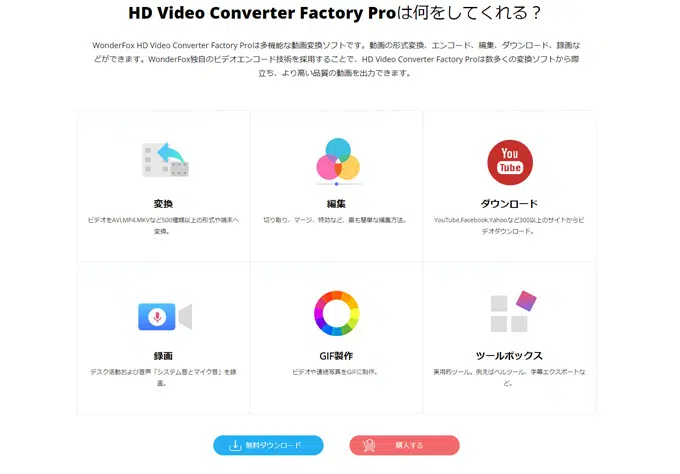 HD Video Converter Factory Proは何をしてくれる？
WonderFox HD Video Converter Factory Proは多機能な動画変換ソフトです。動画の形式変換、エンコード、編集、ダウンロード、録画な
どができます。WonderFox独自のビデオエンコード技術を採用することで、HD Video Converter Factory Proは数多くの変換ソフトから際
立ち、より高い品質の動画を出力できます。
変換
ビデオをAVI,MP4,MKVなど500種類以上の形式や端末へ
変換。
編集
切り取り、マージ、特効など、最も簡単な編集方法。
You
Tube
ダウンロード
YouTube,Facebook,Yahooなど300以上のサイトからビ
デオダウンロード。
録画
デスク活動および音声「システム音とマイク音」を録
画。
GIF製作
ビデオや連続写真をGIFに制作。
ツールボックス
実用的ツール。例えばベルツール、字幕エクスポートな
ど。
無料ダウンロード
購入する